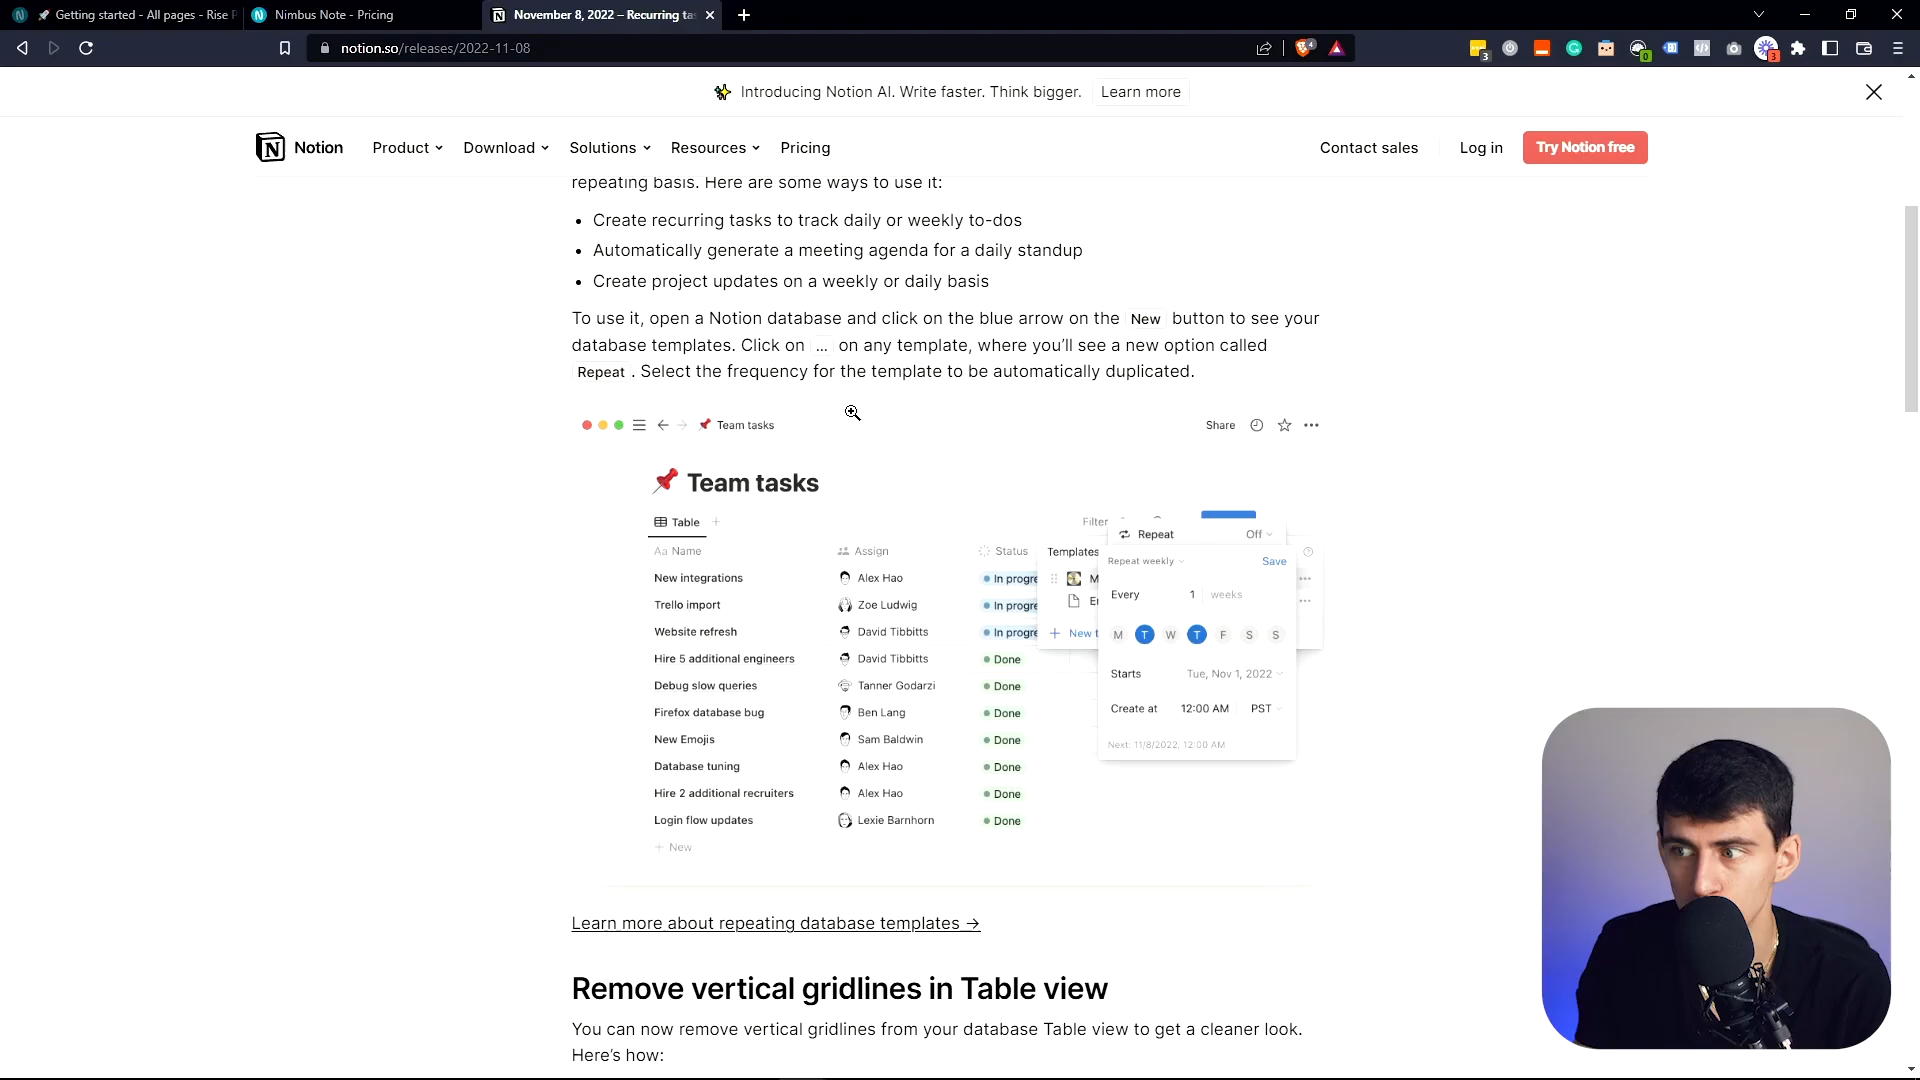 Getting started - All pages - Rise P
Nimbus Note - Pricing
November 8, 2022 – Recurring ta
notion.so/releases/2022-11-08
Introducing Notion AI. Write faster. Think bigger. Learn more
Notion Product Download Solutions Resources Pricing Contact sales Log in Try Notion free
repeating basis. Here are some ways to use it:
• Create recurring tasks to track daily or weekly to-dos
• Automatically generate a meeting agenda for a daily standup
• Create project updates on a weekly or daily basis
To use it, open a Notion database and click on the blue arrow on the New button to see your
database templates. Click on ... on any template, where you’ll see a new option called
Repeat . Select the frequency for the template to be automatically duplicated.
Team tasks
Share
Team tasks
Table
Filter
Aa Name Assign Status
New integrations Alex Hao In progre
Trello import Zoe Ludwig In progre
Website refresh David Tibbitts In progre
Hire 5 additional engineers David Tibbitts Done
Debug slow queries Tanner Godarzi Done
Firefox database bug Ben Lang Done
New Emojis Sam Baldwin Done
Database tuning Alex Hao Done
Hire 2 additional recruiters Alex Hao Done
Login flow updates Lexie Barnhorn Done
+ New
Templates
M
+ New t
Repeat Off
Repeat weekly Save
Every 1 weeks
M T W T F S S
Starts Tue, Nov 1, 2022
Create at 12:00 AM PST
Next: 11/8/2022, 12:00 AM
Learn more about repeating database templates →
Remove vertical gridlines in Table view
You can now remove vertical gridlines from your database Table view to get a cleaner look.
Here’s how: